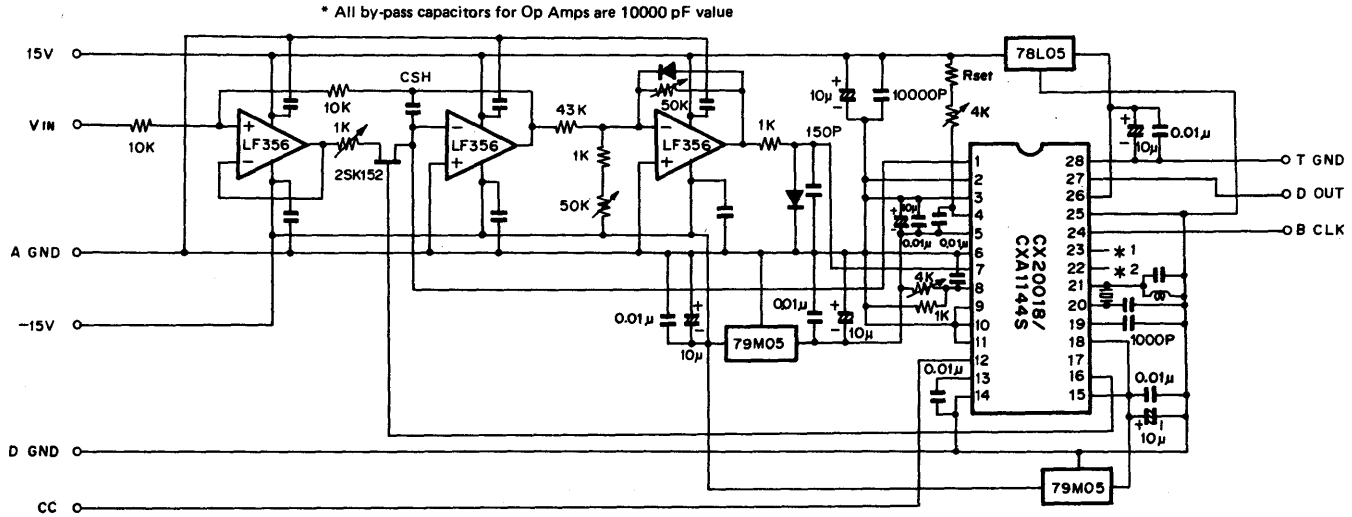 * All by-pass capacitors for Op Amps are 10000 pF value
15V
78L05
CSH
Rset
10K
10μ
10000P
50K
4K
43K
VIN
10K
LF356
1K
LF356
LF356
1K
150P
0.01μ
10μ
2SK152
1K
50K
1
2
3
4
5
6
7
8
9
10
11
12
13
14
28
27
26
25
24
23
22
21
20
19
18
17
16
15
CX20018/
CXA1144S
T GND
D OUT
B CLK
* 1
* 2
10μ
0.01μ
0.01μ
A GND
4K
1K
-15V
0.01μ
10μ
79M05
0.01μ
10μ
1000P
0.01μ
0.01μ
10μ
D GND
79M05
CC